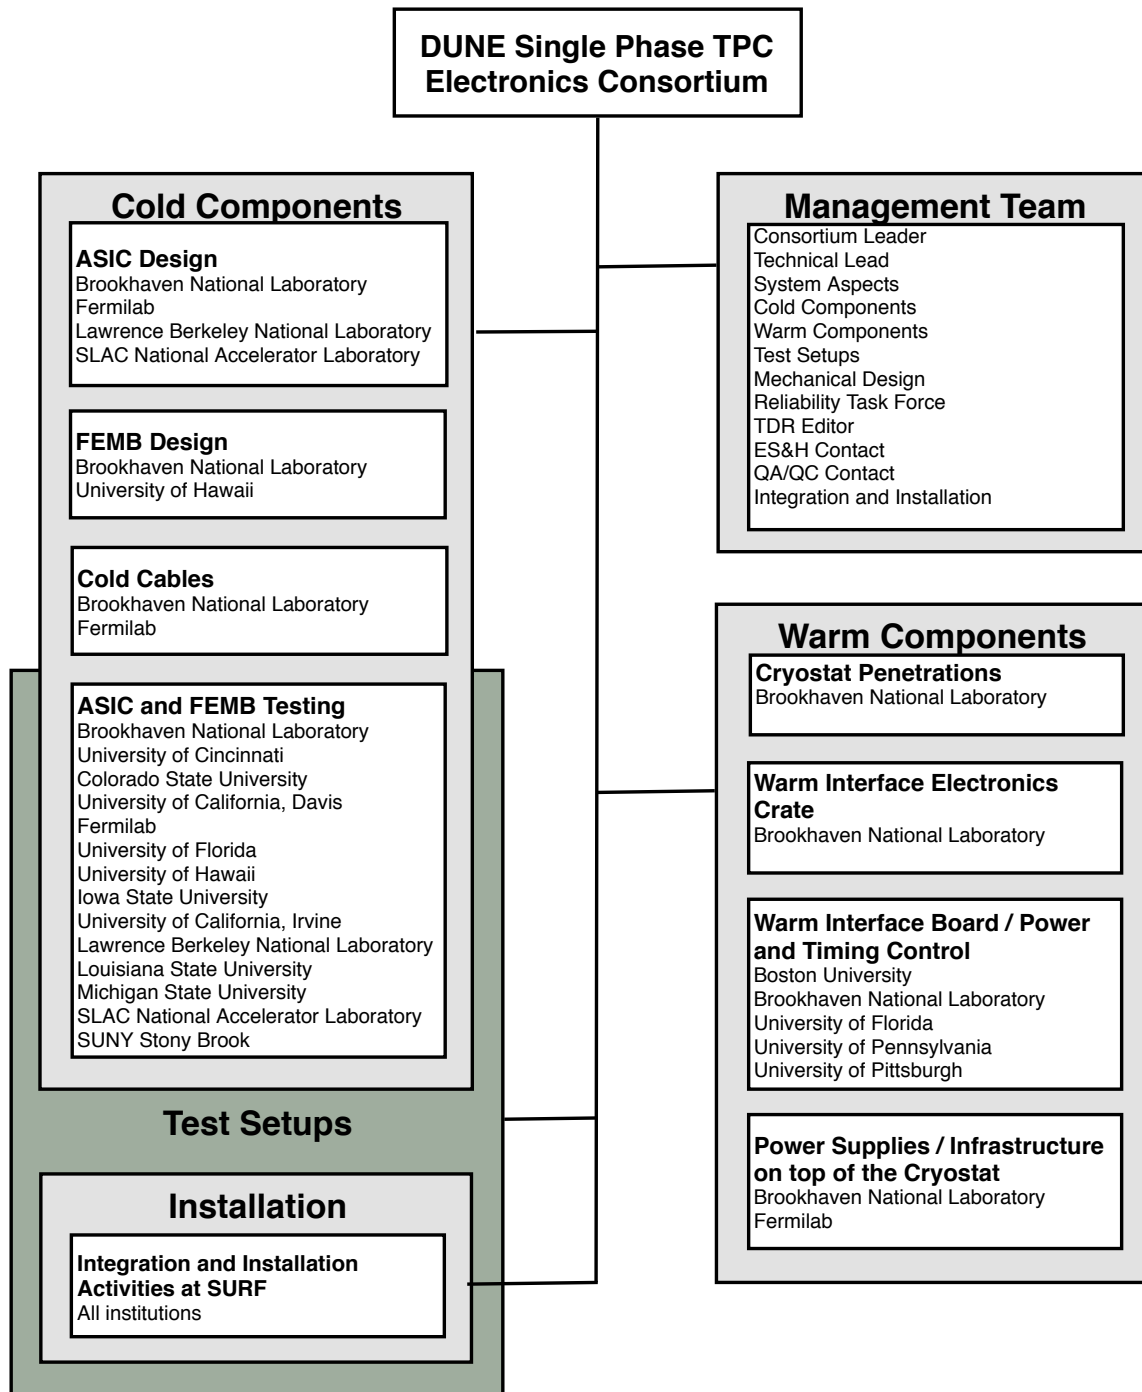 DUNE Single Phase TPC
Electronics Consortium
Cold Components
ASIC Design
Brookhaven National Laboratory
Fermilab
Lawrence Berkeley National Laboratory
SLAC National Accelerator Laboratory
FEMB Design
Brookhaven National Laboratory
University of Hawaii
Cold Cables
Brookhaven National Laboratory
Fermilab
ASIC and FEMB Testing
Brookhaven National Laboratory
University of Cincinnati
Colorado State University
University of California, Davis
Fermilab
University of Florida
University of Hawaii
Iowa State University
University of California, Irvine
Lawrence Berkeley National Laboratory
Louisiana State University
Michigan State University
SLAC National Accelerator Laboratory
SUNY Stony Brook
Test Setups
Installation
Integration and Installation
Activities at SURF
All institutions
Management Team
Consortium Leader
Technical Lead
System Aspects
Cold Components
Warm Components
Test Setups
Mechanical Design
Reliability Task Force
TDR Editor
ES&H Contact
QA/QC Contact
Integration and Installation
Warm Components
Cryostat Penetrations
Brookhaven National Laboratory
Warm Interface Electronics
Crate
Brookhaven National Laboratory
Warm Interface Board / Power
and Timing Control
Boston University
Brookhaven National Laboratory
University of Florida
University of Pennsylvania
University of Pittsburgh
Power Supplies / Infrastructure
on top of the Cryostat
Brookhaven National Laboratory
Fermilab